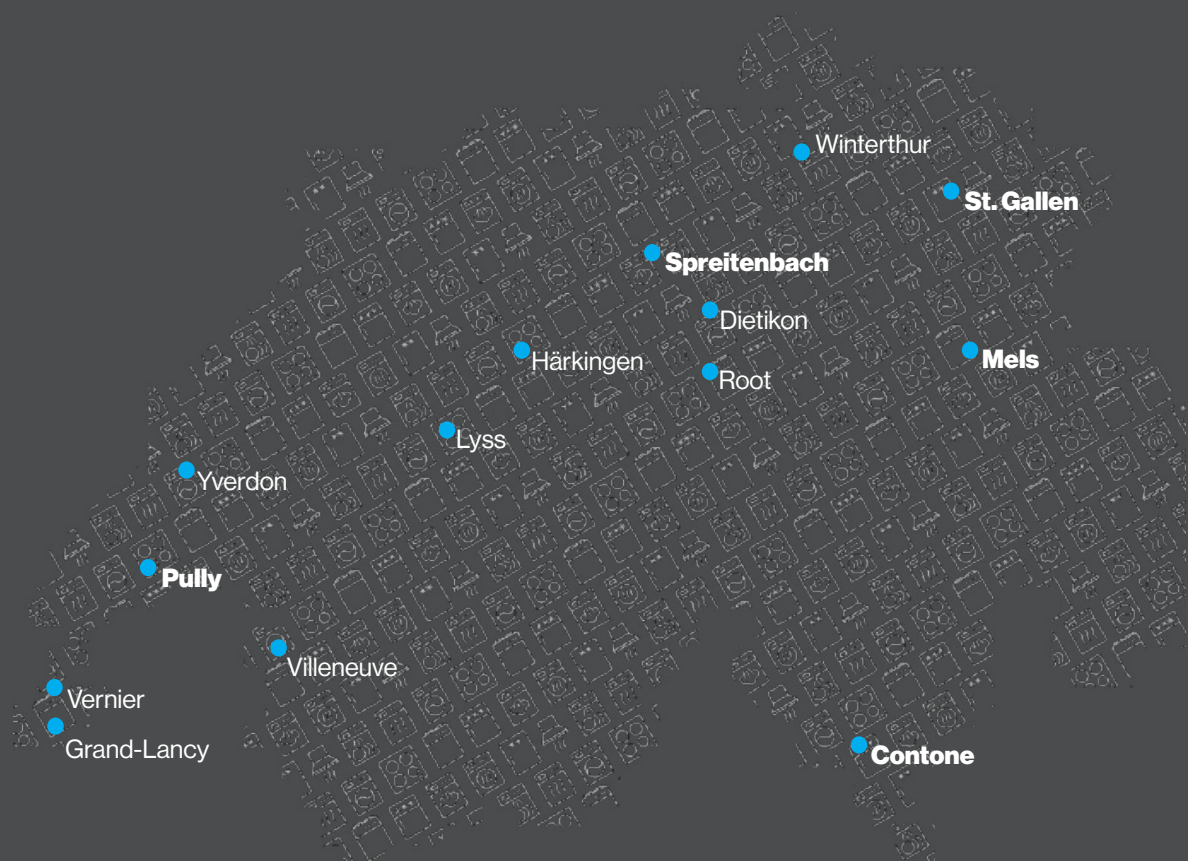 Winterthur
St. Gallen
Spreitenbach
Dietikon
Härkingen
Mels
Root
Lyss
Yverdon
Pully
Villeneuve
Vernier
Grand-Lancy
Contone